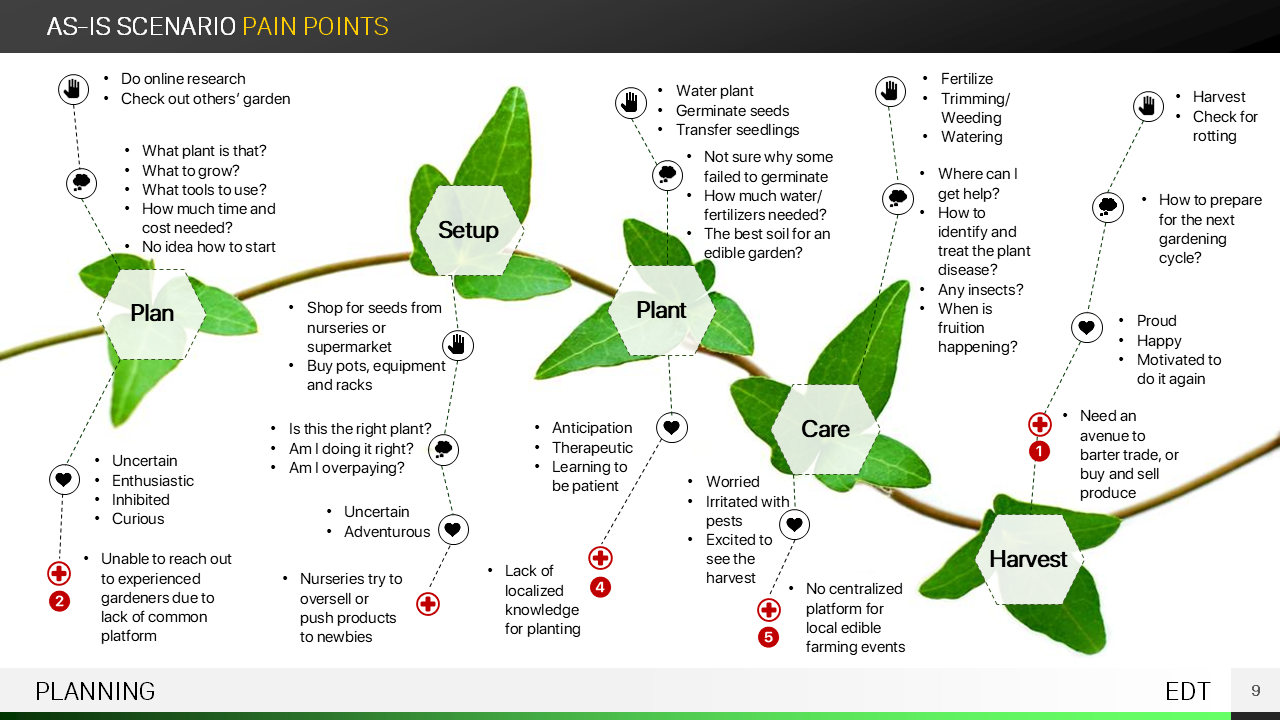 AS-IS SCENARIO PAIN POINTS
• Do online research
• Check out others' garden
• What plant is that?
• What to grow?
• What tools to use?
• How much time and
cost needed?
• No idea how to start
Plan
• Uncertain
• Enthusiastic
• Inhibited
• Curious
• Unable to reach out
to experienced
gardeners due to
lack of common
platform
2
Setup
• Shop for seeds from
nurseries or
supermarket
• Buy pots, equipment
and racks
• Is this the right plant?
• Am I doing it right?
• Am I overpaying?
• Uncertain
• Adventurous
• Nurseries try to
oversell or
push products
to newbies
• Water plant
• Germinate seeds
• Transfer seedlings
• Not sure why some
failed to germinate
• How much water/
fertilizers needed?
• The best soil for an
edible garden?
Plant
• Anticipation
• Therapeutic
• Learning to
be patient
• Lack of
localized
knowledge
for planting
4
• Fertilize
• Trimming/
Weeding
• Watering
• Where can I
get help?
• How to
identify and
treat the plant
disease?
• Any insects?
• When is
fruition
happening?
Care
• Worried
• Irritated with
pests
• Excited to
see the
harvest
• No centralized
platform for
local edible
farming events
5
• Harvest
• Check for
rotting
• How to prepare
for the next
gardening
cycle?
• Proud
• Happy
• Motivated to
do it again
• Need an
avenue to
barter trade, or
buy and sell
produce
1
Harvest
PLANNING
EDT
9